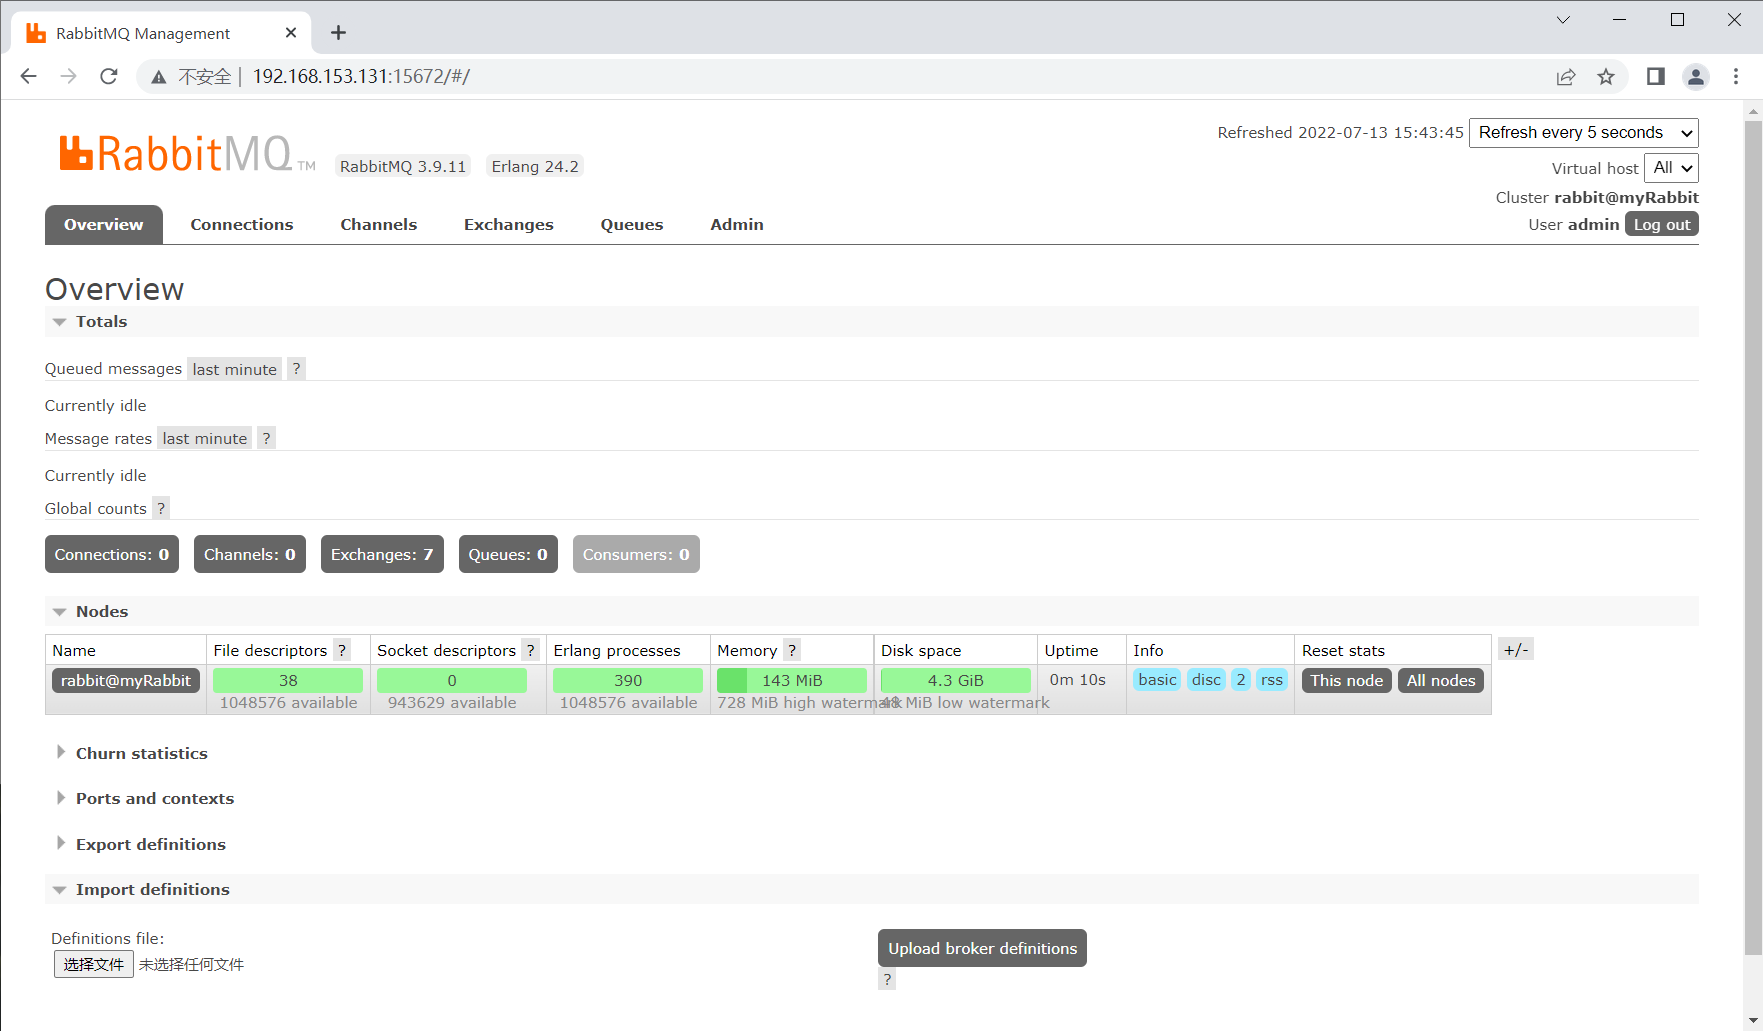 RabbitMQ Management
不安全 | 192.168.153.131:15672/#/
Refreshed 2022-07-13 15:43:45 Refresh every 5 seconds
RabbitMQ TM RabbitMQ 3.9.11 Erlang 24.2
Virtual host All
Cluster rabbit@myRabbit
User admin Log out
Overview Connections Channels Exchanges Queues Admin
Overview
Totals
Queued messages last minute ?
Currently idle
Message rates last minute ?
Currently idle
Global counts ?
Connections: 0 Channels: 0 Exchanges: 7 Queues: 0 Consumers: 0
Nodes
Name File descriptors ? Socket descriptors ? Erlang processes Memory ? Disk space Uptime Info Reset stats +/-
rabbit@myRabbit 38 0 390 143 MiB 4.3 GiB 0m 10s basic disc 2 rss This node All nodes
1048576 available 943629 available 1048576 available 728 MiB high watermark 48 MiB low watermark
Churn statistics
Ports and contexts
Export definitions
Import definitions
Definitions file:
选择文件 未选择任何文件
Upload broker definitions
?